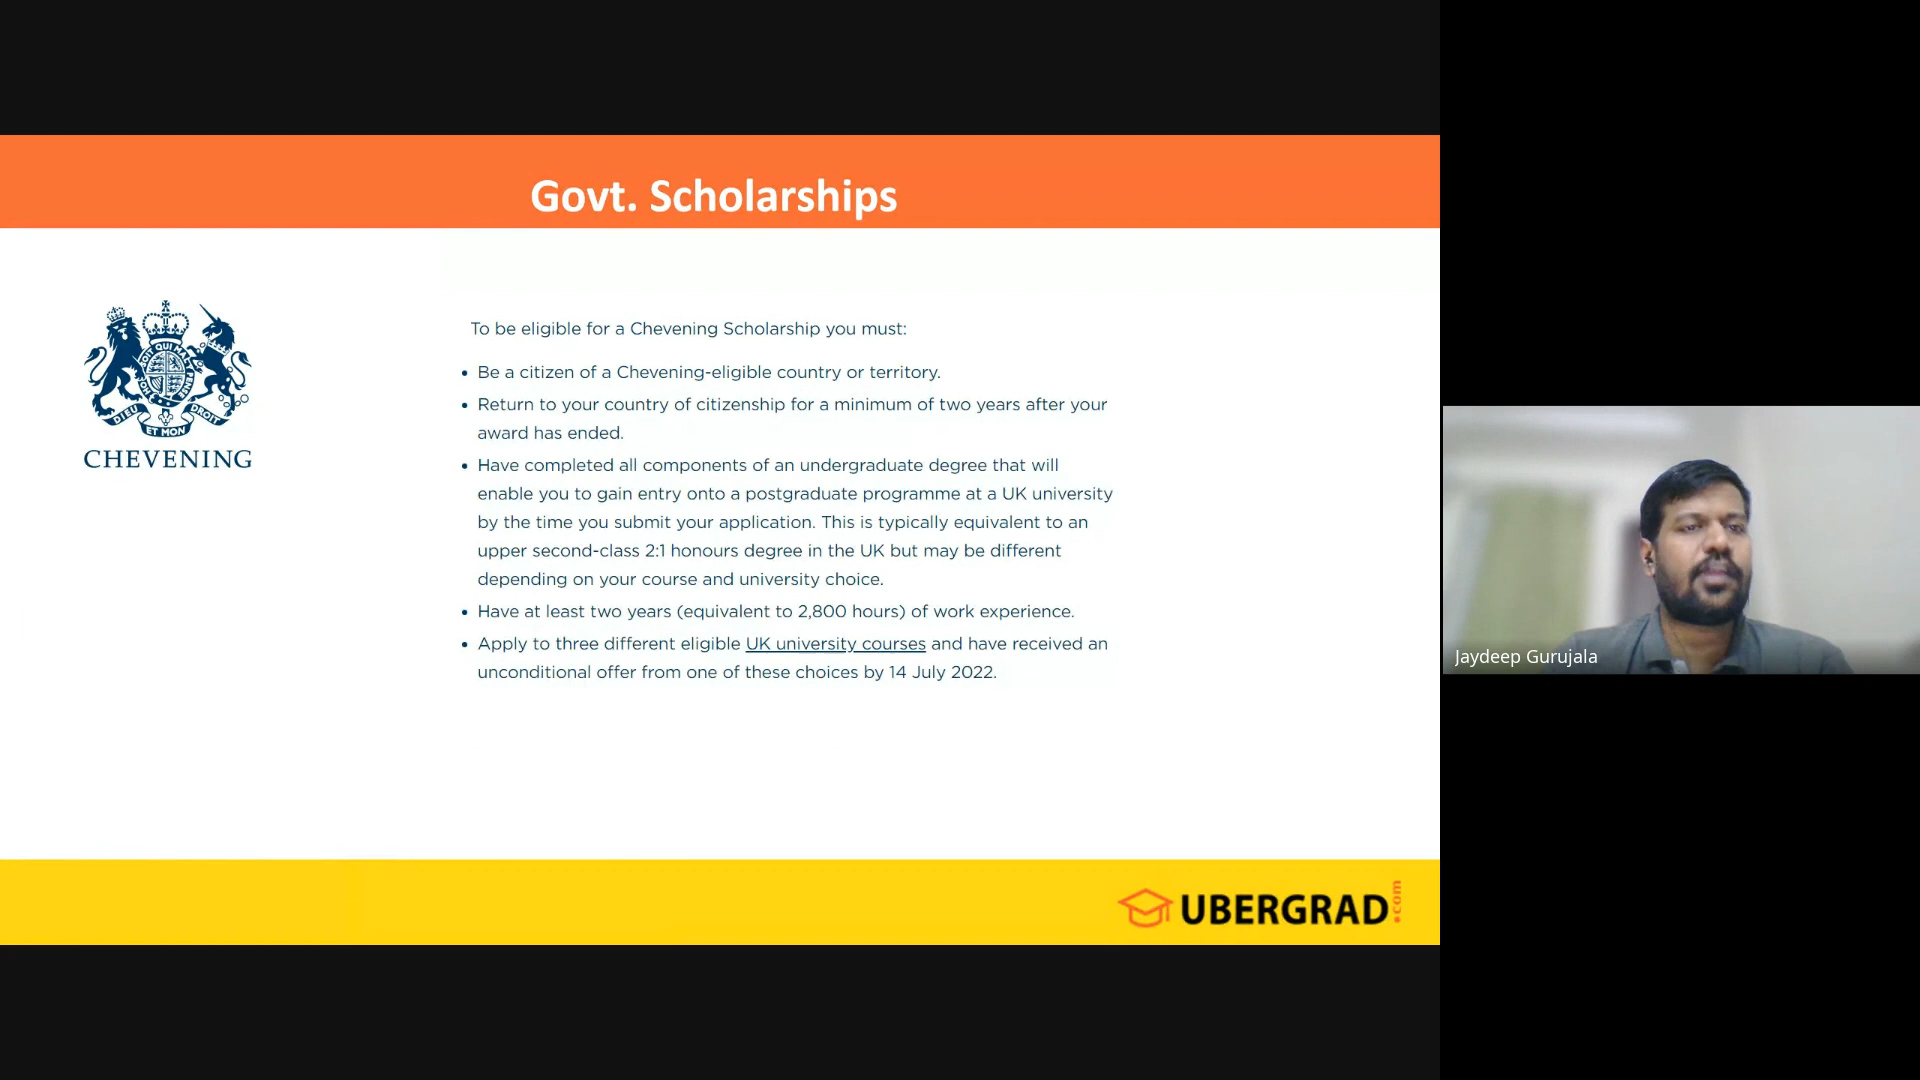 Govt. Scholarships
CHEVENING
DIEU ET MON DROIT
To be eligible for a Chevening Scholarship you must:
• Be a citizen of a Chevening-eligible country or territory.
• Return to your country of citizenship for a minimum of two years after your
award has ended.
• Have completed all components of an undergraduate degree that will
enable you to gain entry onto a postgraduate programme at a UK university
by the time you submit your application. This is typically equivalent to an
upper second-class 2:1 honours degree in the UK but may be different
depending on your course and university choice.
• Have at least two years (equivalent to 2,800 hours) of work experience.
• Apply to three different eligible UK university courses and have received an
unconditional offer from one of these choices by 14 July 2022.
Jaydeep Gurujala
UBERGRAD.com